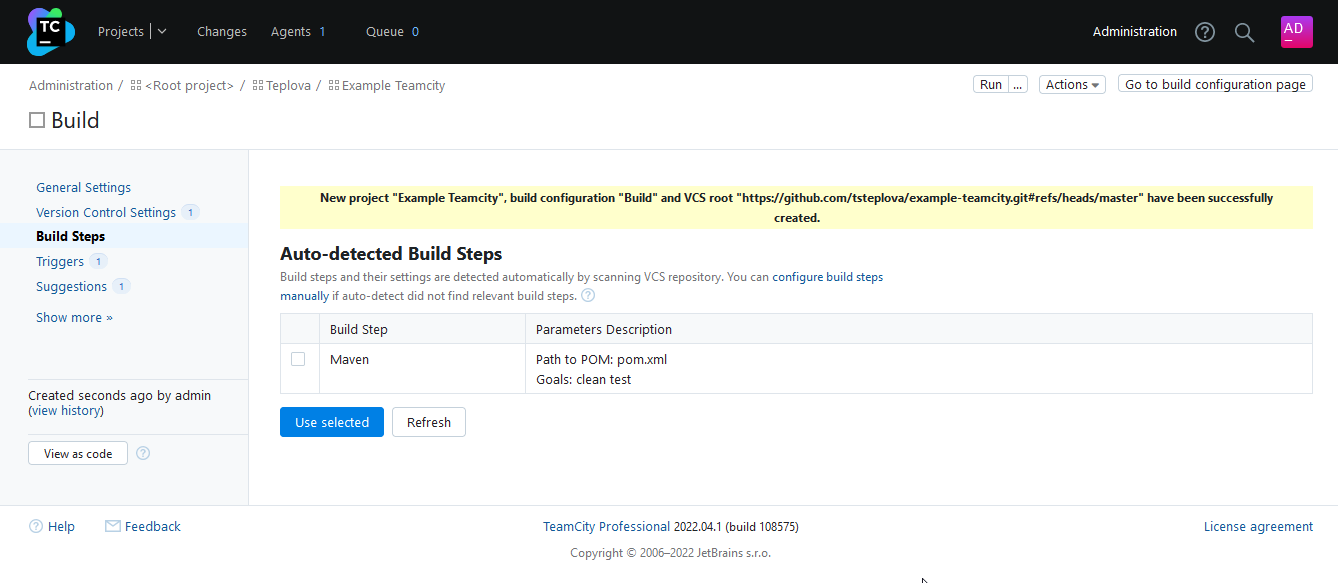 TC
Projects
Changes
Agents 1
Queue 0
Administration
AD
Administration / <Root project> / Teplova / Example Teamcity
Run ...
Actions
Go to build configuration page
Build
General Settings
Version Control Settings 1
Build Steps
Triggers 1
Suggestions 1
Show more »
Created seconds ago by admin
(view history)
View as code ?
New project "Example Teamcity", build configuration "Build" and VCS root "https://github.com/tsteplova/example-teamcity.git#refs/heads/master" have been successfully
created.
Auto-detected Build Steps
Build steps and their settings are detected automatically by scanning VCS repository. You can configure build steps
manually if auto-detect did not find relevant build steps. ?
Build Step Parameters Description
Maven Path to POM: pom.xml
Goals: clean test
Use selected Refresh
? Help Feedback
TeamCity Professional 2022.04.1 (build 108575)
License agreement
Copyright © 2006–2022 JetBrains s.r.o.